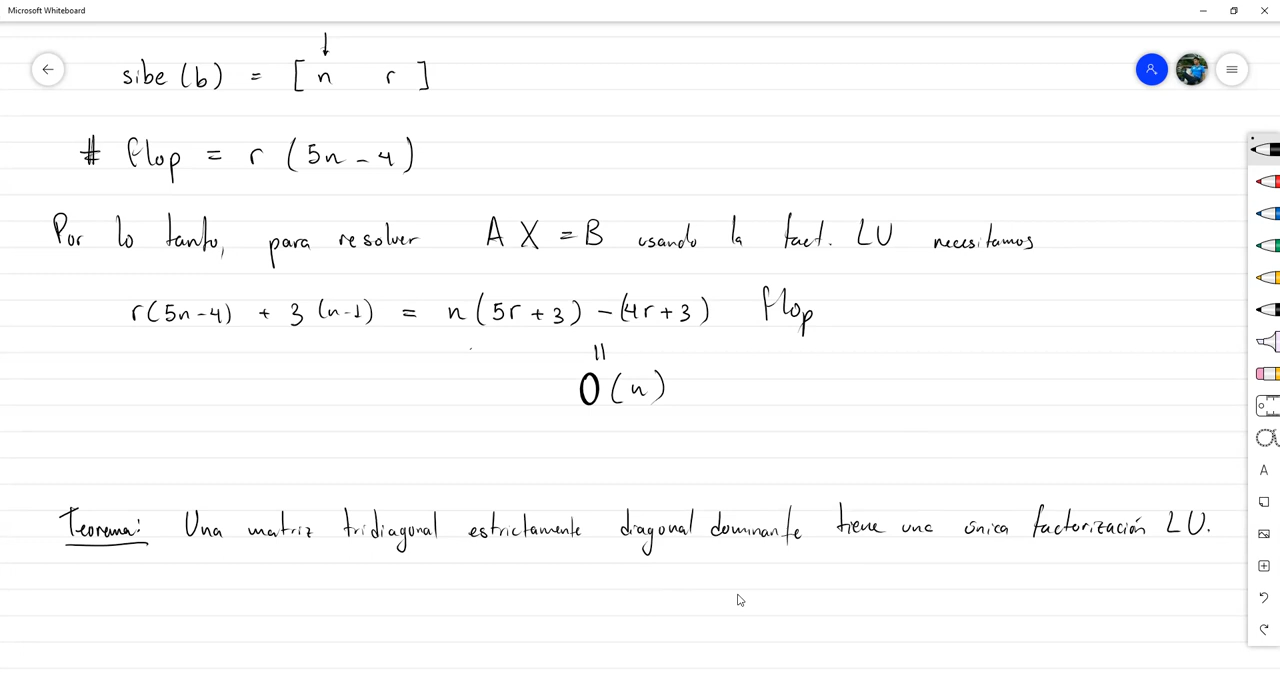 Microsoft Whiteboard
↓
sibe (b) = [ n r ]
# flop = r (5n - 4)
Por lo tanto, para resolver A X = B usando la fact. LU necesitamos
r(5n-4) + 3 (n-1) = n (5r + 3) - (4r + 3) flop
=
O(n)
Teorema: Una matriz tridiagonal estrictamente diagonal dominante tiene una única factorización LU.
A